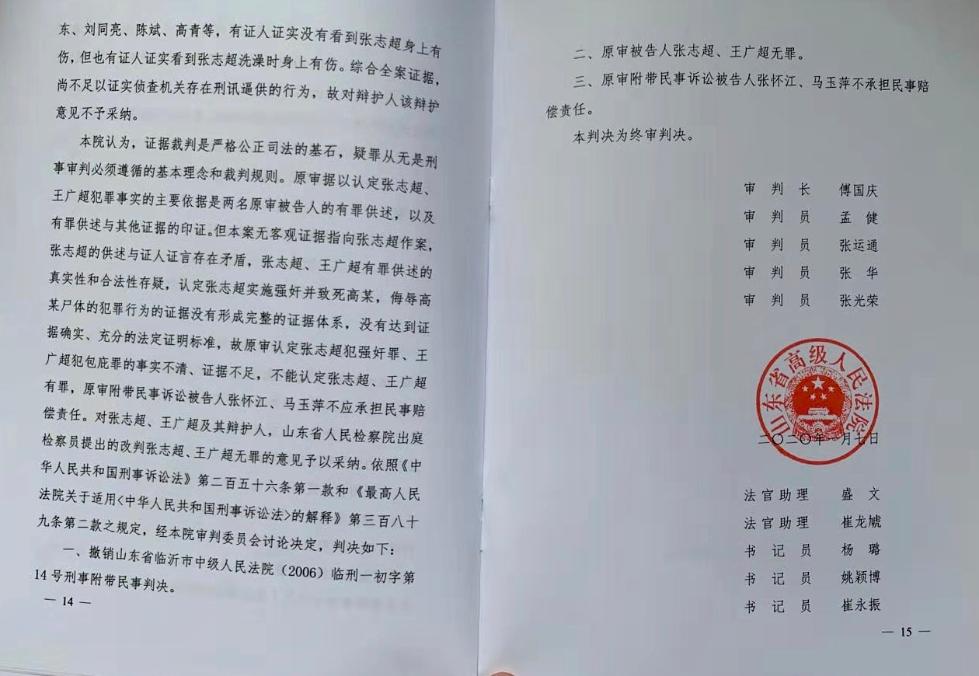 东、刘同亮、陈斌、高青等，有证人证实没有看到张志超身上有
伤，但也有证人证实看到张志超洗澡时身上有伤。综合全案证据，
尚不足以证实侦查机关存在刑讯逼供的行为，故对辩护人该辩护
意见不予采纳。
本院认为，证据裁判是严格公正司法的基石，疑罪从无是刑
事审判必须遵循的基本理念和裁判规则。原审据以认定张志超、
王广超犯罪事实的主要依据是两名原审被告人的有罪供述，以及
有罪供述与其他证据的印证。但本案无客观证据指向张志超作案，
张志超的供述与证人证言存在矛盾，张志超、王广超有罪供述的
真实性和合法性存疑，认定张志超实施强奸并致死高某，侮辱高
某尸体的犯罪行为的证据没有形成完整的证据体系，没有达到证
据确实、充分的法定证明标准，故原审认定张志超犯强奸罪、王
广超犯包庇罪的事实不清、证据不足，不能认定张志超、王广超
有罪，原审附带民事诉讼被告人张怀江、马玉萍不应承担民事赔
偿责任。对张志超、王广超及其辩护人，山东省人民检察院出庭
检察员提出的改判张志超、王广超无罪的意见予以采纳。依照《中
华人民共和国刑事诉讼法》第二百五十六条第一款和《最高人民
法院关于适用<中华人民共和国刑事诉讼法>的解释》第三百八十
九条第二款之规定，经本院审判委员会讨论决定，判决如下：
一、撤销山东省临沂市中级人民法院（2006）临刑一初字第
14号刑事附带民事判决。
— 14 —
二、原审被告人张志超、王广超无罪。
三、原审附带民事诉讼被告人张怀江、马玉萍不承担民事赔
偿责任。
本判决为终审判决。
审 判 长 傅国庆
审 判 员 孟 健
审 判 员 张运通
审 判 员 张 华
审 判 员 张光荣
山东省高级人民法院
二〇二〇年 月七日
法官助理 盛 文
法官助理 崔龙虓
书 记 员 杨 璐
书 记 员 姚颖博
书 记 员 崔永振
— 15 —